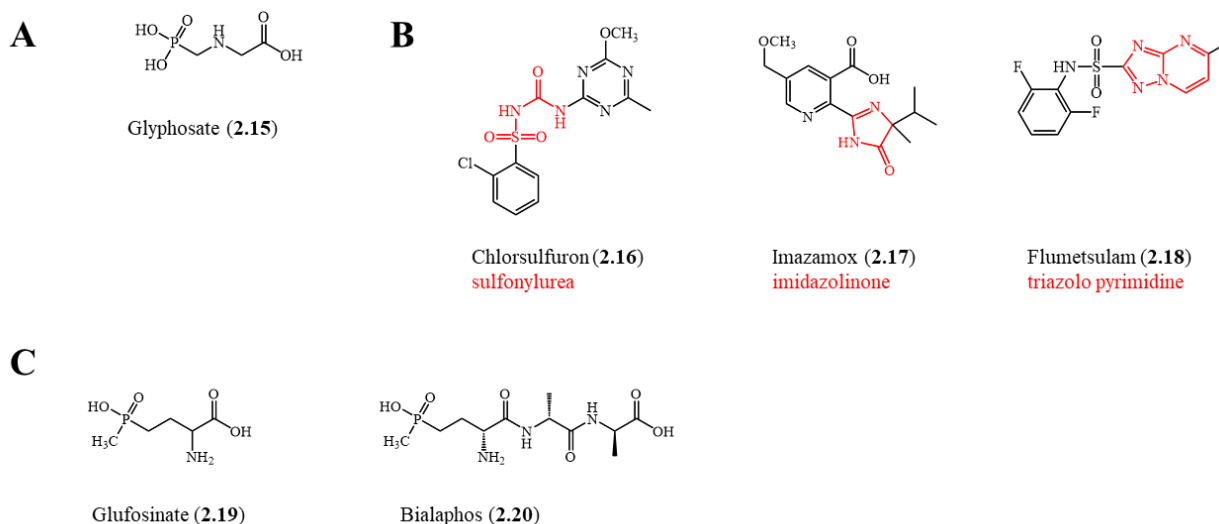 A
B
HO
O
P
HO
H
N
O
OH
Glyphosate (2.15)
OCH3
N
N
N
O
NH
N
H
O
S
O
Cl
Chlorsulfuron (2.16)
sulfonylurea
OCH3
O
OH
N
N
HN
O
Imazamox (2.17)
imidazolinone
F
HN
O
S
O
F
N
N
N
N
Flumetsulam (2.18)
triazolo pyrimidine
C
HO
O
P
H3C
O
OH
NH2
Glufosinate (2.19)
HO
O
P
H3C
NH2
O
N
H
O
H
N
O
OH
Bialaphos (2.20)